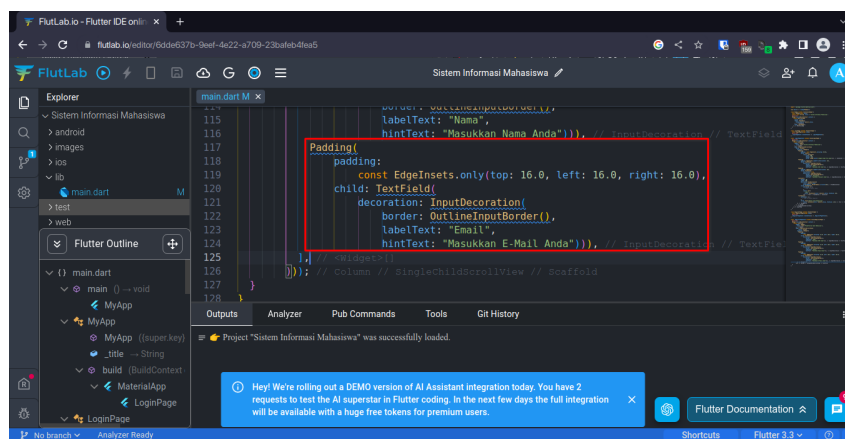 FlutLab.io - Flutter IDE onlin × +
flutlab.io/editor/6dde637b-9eef-4e22-a709-23bafeb4fea5
FlutLab G Sistem Informasi Mahasiswa A
Explorer main.dart M ×
Sistem Informasi Mahasiswa
> android
> images
> ios
lib
main.dart M
> test
> web
Flutter Outline
{} main.dart
main () → void
MyApp
MyApp
MyApp ({super.key}
_title → String
build (BuildContext
MaterialApp
LoginPage
LoginPage
114 border: OutlineInputBorder(),
115 labelText: "Nama",
116 hintText: "Masukkan Nama Anda"))), // InputDecoration // TextField
117 Padding(
118 padding:
119 const EdgeInsets.only(top: 16.0, left: 16.0, right: 16.0),
120 child: TextField(
121 decoration: InputDecoration(
122 border: OutlineInputBorder(),
123 labelText: "Email",
124 hintText: "Masukkan E-Mail Anda"))), // InputDecoration // TextFie
125 ], // <Widget>[]
126 ))); // Column // SingleChildScrollView // Scaffold
127 }
128 }
Outputs Analyzer Pub Commands Tools Git History
Project "Sistem Informasi Mahasiswa" was successfully loaded.
Hey! We're rolling out a DEMO version of AI Assistant integration today. You have 2
requests to test the AI superstar in Flutter coding. In the next few days the full integration
will be available with a huge free tokens for premium users.
Flutter Documentation
No branch Analyzer Ready Shortcuts Flutter 3.3